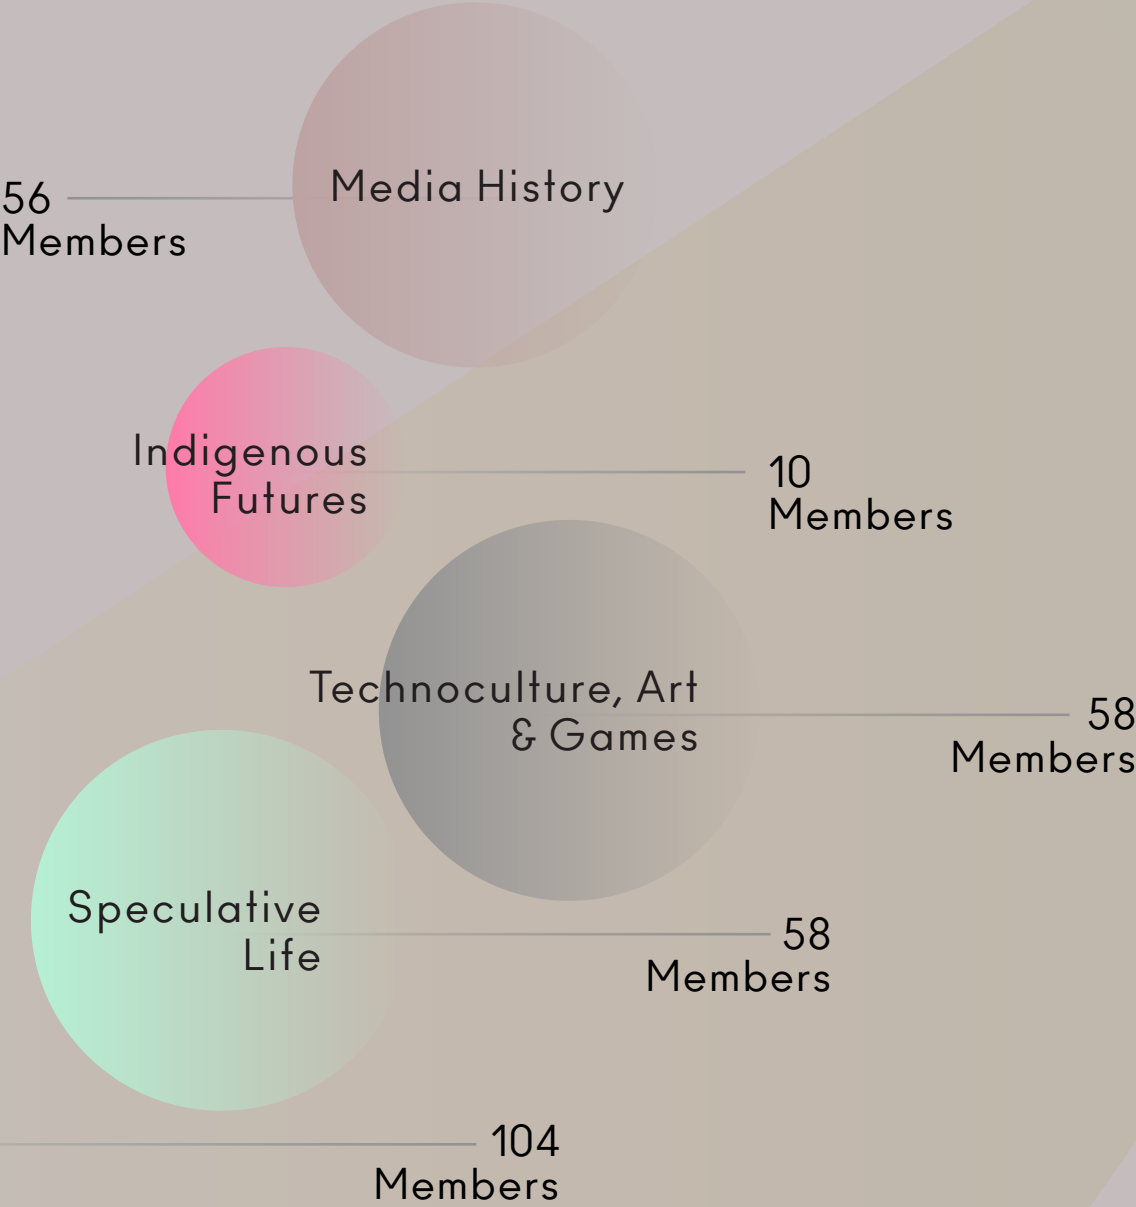 Media History
56
Members
Indigenous
Futures
10
Members
Technoculture, Art
& Games
58
Members
Speculative
Life
58
Members
104
Members